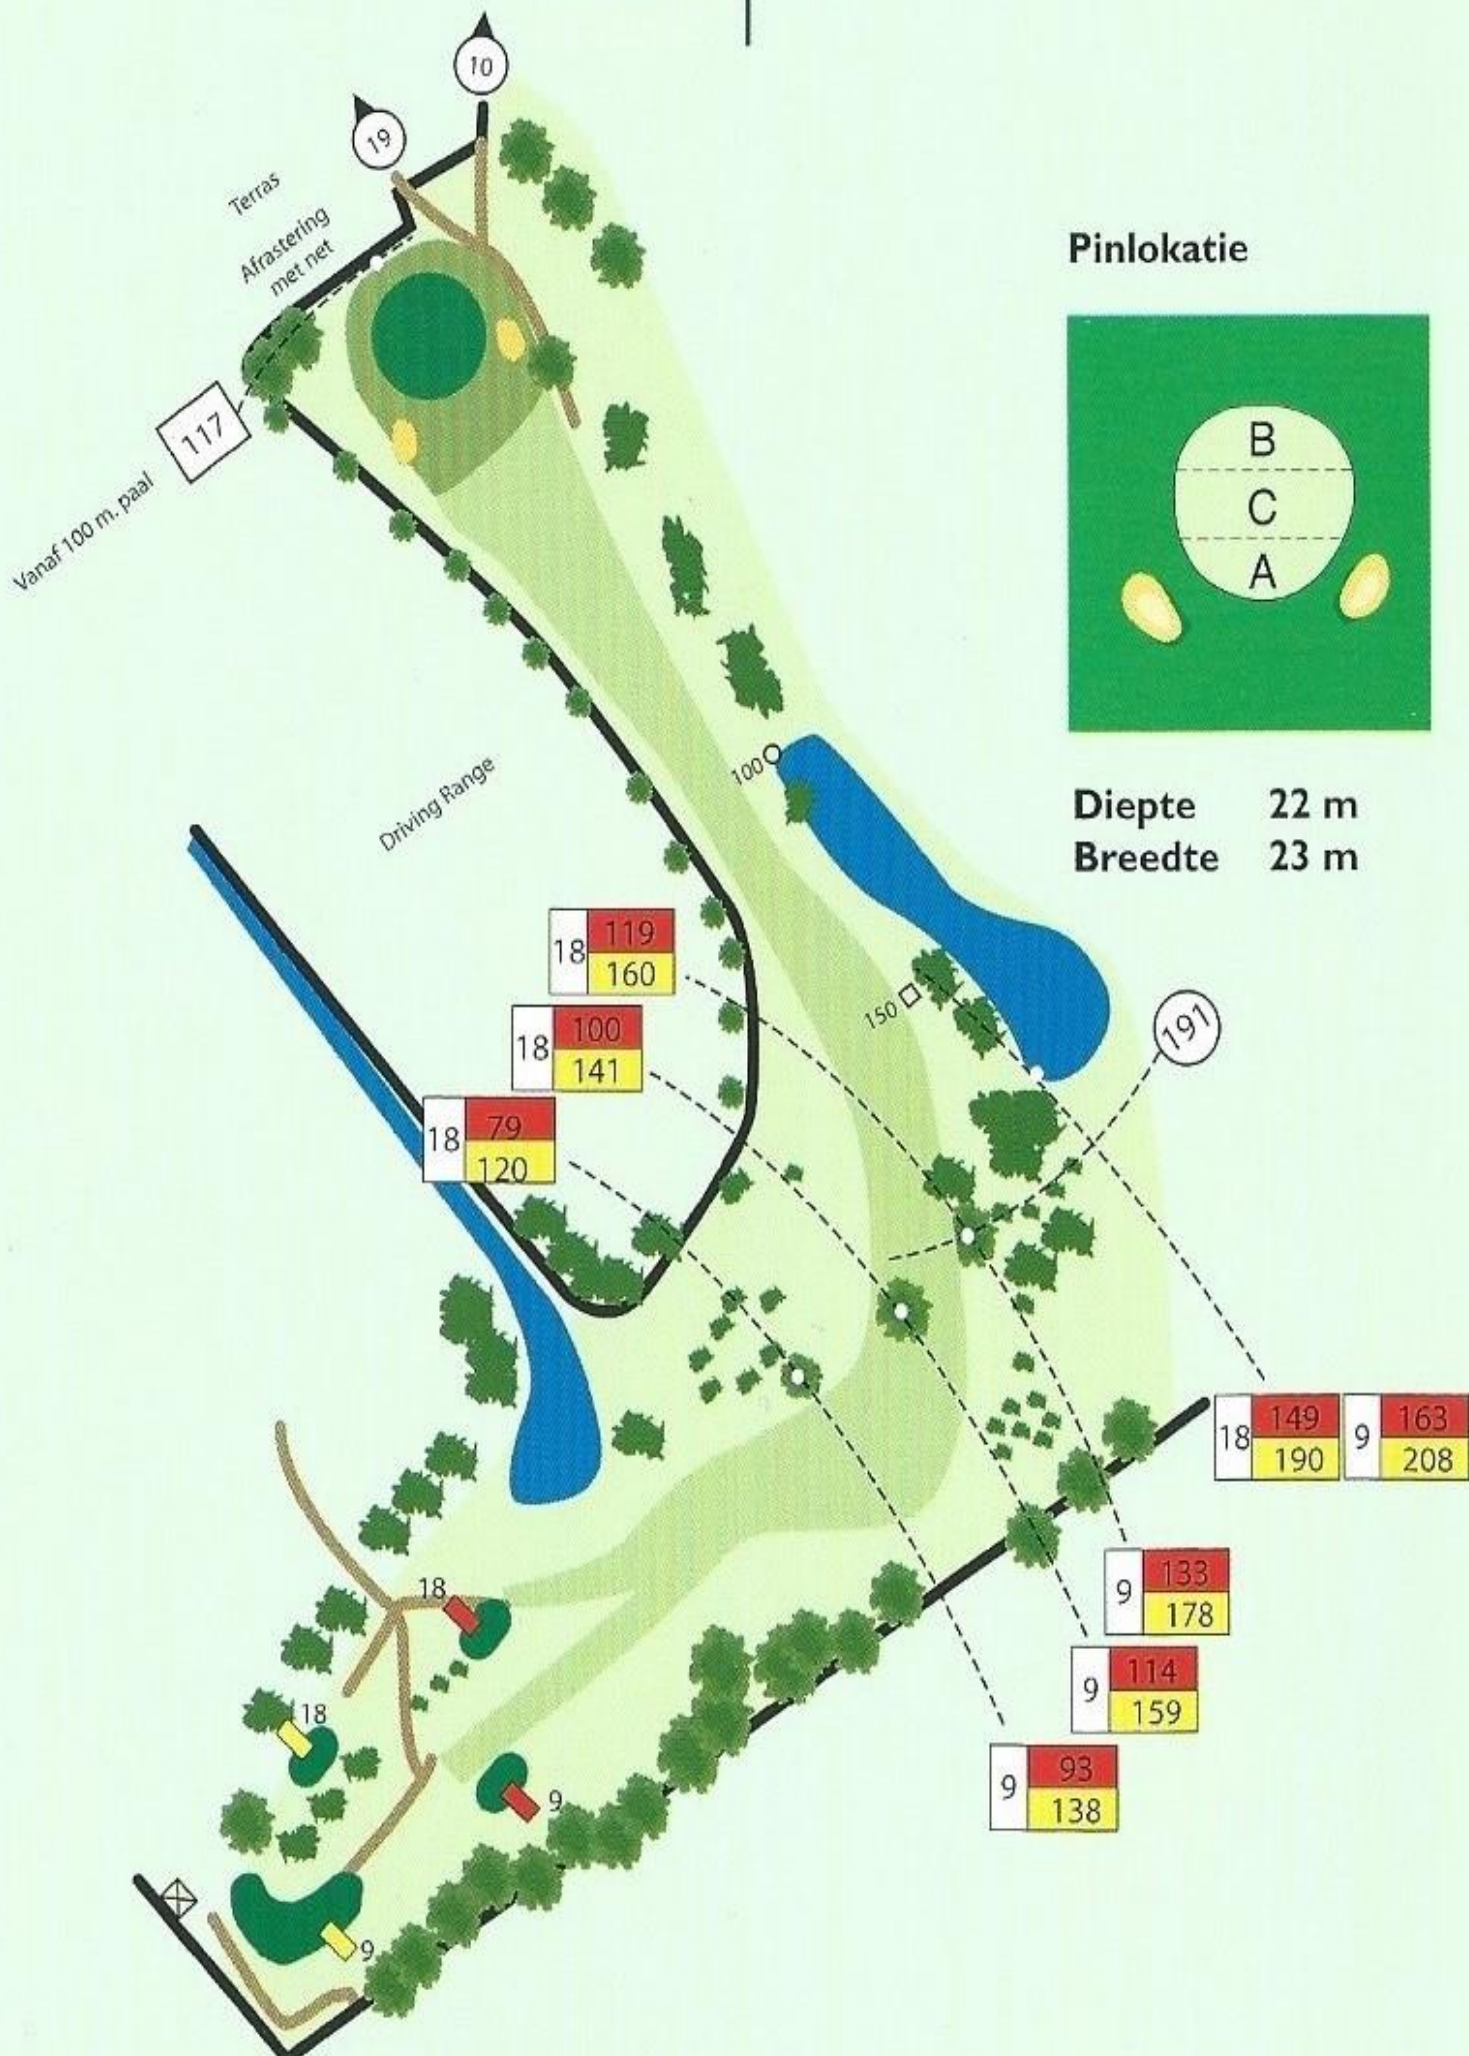 10
19
Terras
Afrastering
met net
Pinlokatie
B
C
A
117
Vanaf 100 m. paal
100
Driving Range
Diepte 22 m
Breedte 23 m
18 119
160
150
191
18 100
141
18 79
120
18 149
190
9 163
208
9 133
178
9 114
159
9 93
138
18
18
9
9